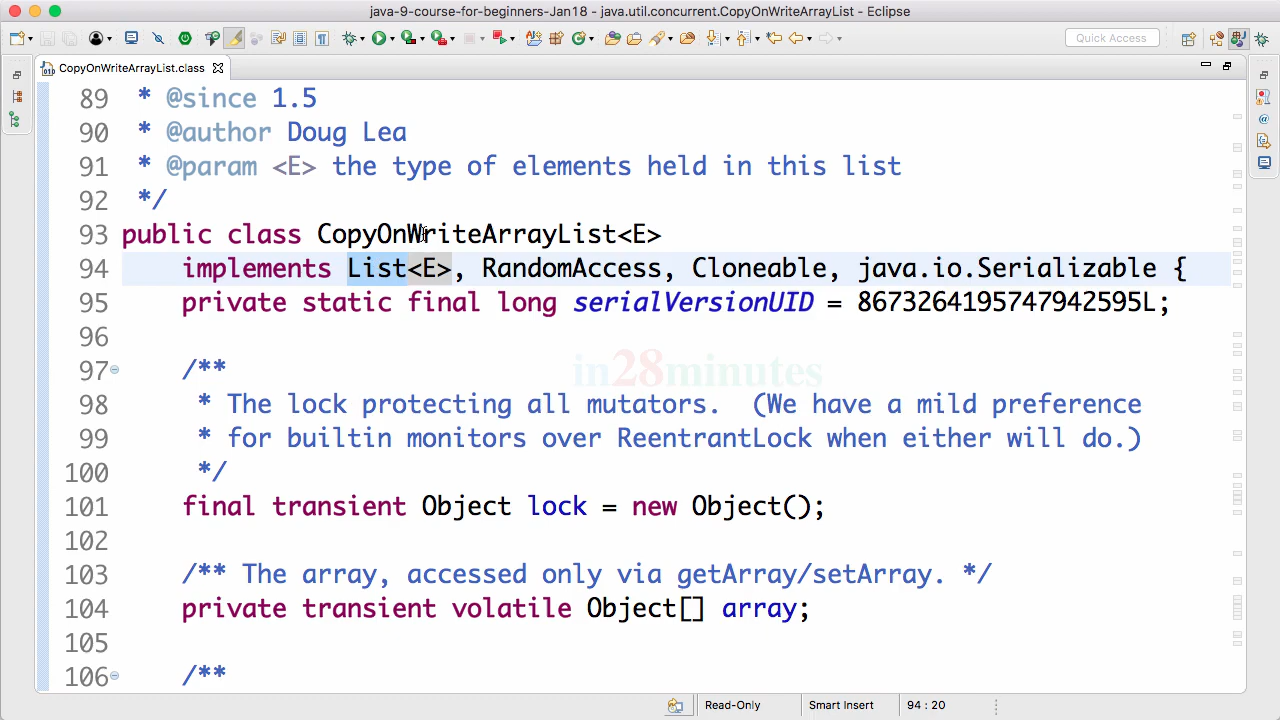 java-9-course-for-beginners-Jan18 - java.util.concurrent.CopyOnWriteArrayList - Eclipse
Quick Access
CopyOnWriteArrayList.class
89 * @since 1.5
90 * @author Doug Lea
91 * @param <E> the type of elements held in this list
92 */
93 public class CopyOnWriteArrayList<E>
94 implements List<E>, RandomAccess, Cloneable, java.io.Serializable {
95 private static final long serialVersionUID = 8673264195747942595L;
96
97 /**
98 * The lock protecting all mutators. (We have a mild preference
99 * for builtin monitors over ReentrantLock when either will do.)
100 */
101 final transient Object lock = new Object();
102
103 /** The array, accessed only via getArray/setArray. */
104 private transient volatile Object[] array;
105
106 /**
in28minutes
Read-Only Smart Insert 94 : 20